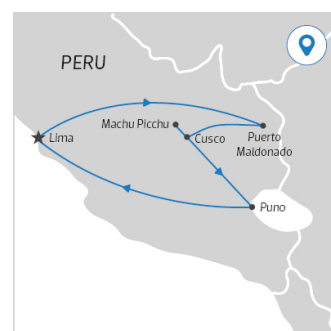 PERU
Machu Picchu
Lima
Cusco
Puerto
Maldonado
Puno